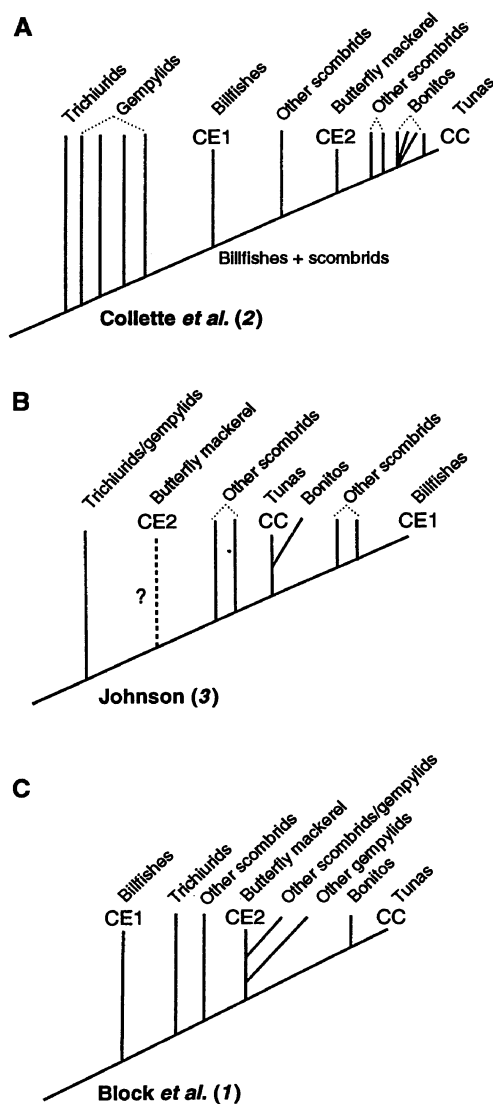 A
Trichiurids
Gempylids
Billfishes
Other scombrids
Butterfly mackerel
Other scombrids
Bonitos
Tunas
CE1
CE2
CC
Billfishes + scombrids
Collette et al. (2)
B
Trichiurids/gempylids
Butterfly mackerel
Other scombrids
Tunas
Bonitos
Other scombrids
Billfishes
CE2
CC
CE1
?
Johnson (3)
C
Billfishes
Trichiurids
Other scombrids
Butterfly mackerel
Other scombrids/gempylids
Other gempylids
Bonitos
Tunas
CE1
CE2
CC
Block et al. (1)